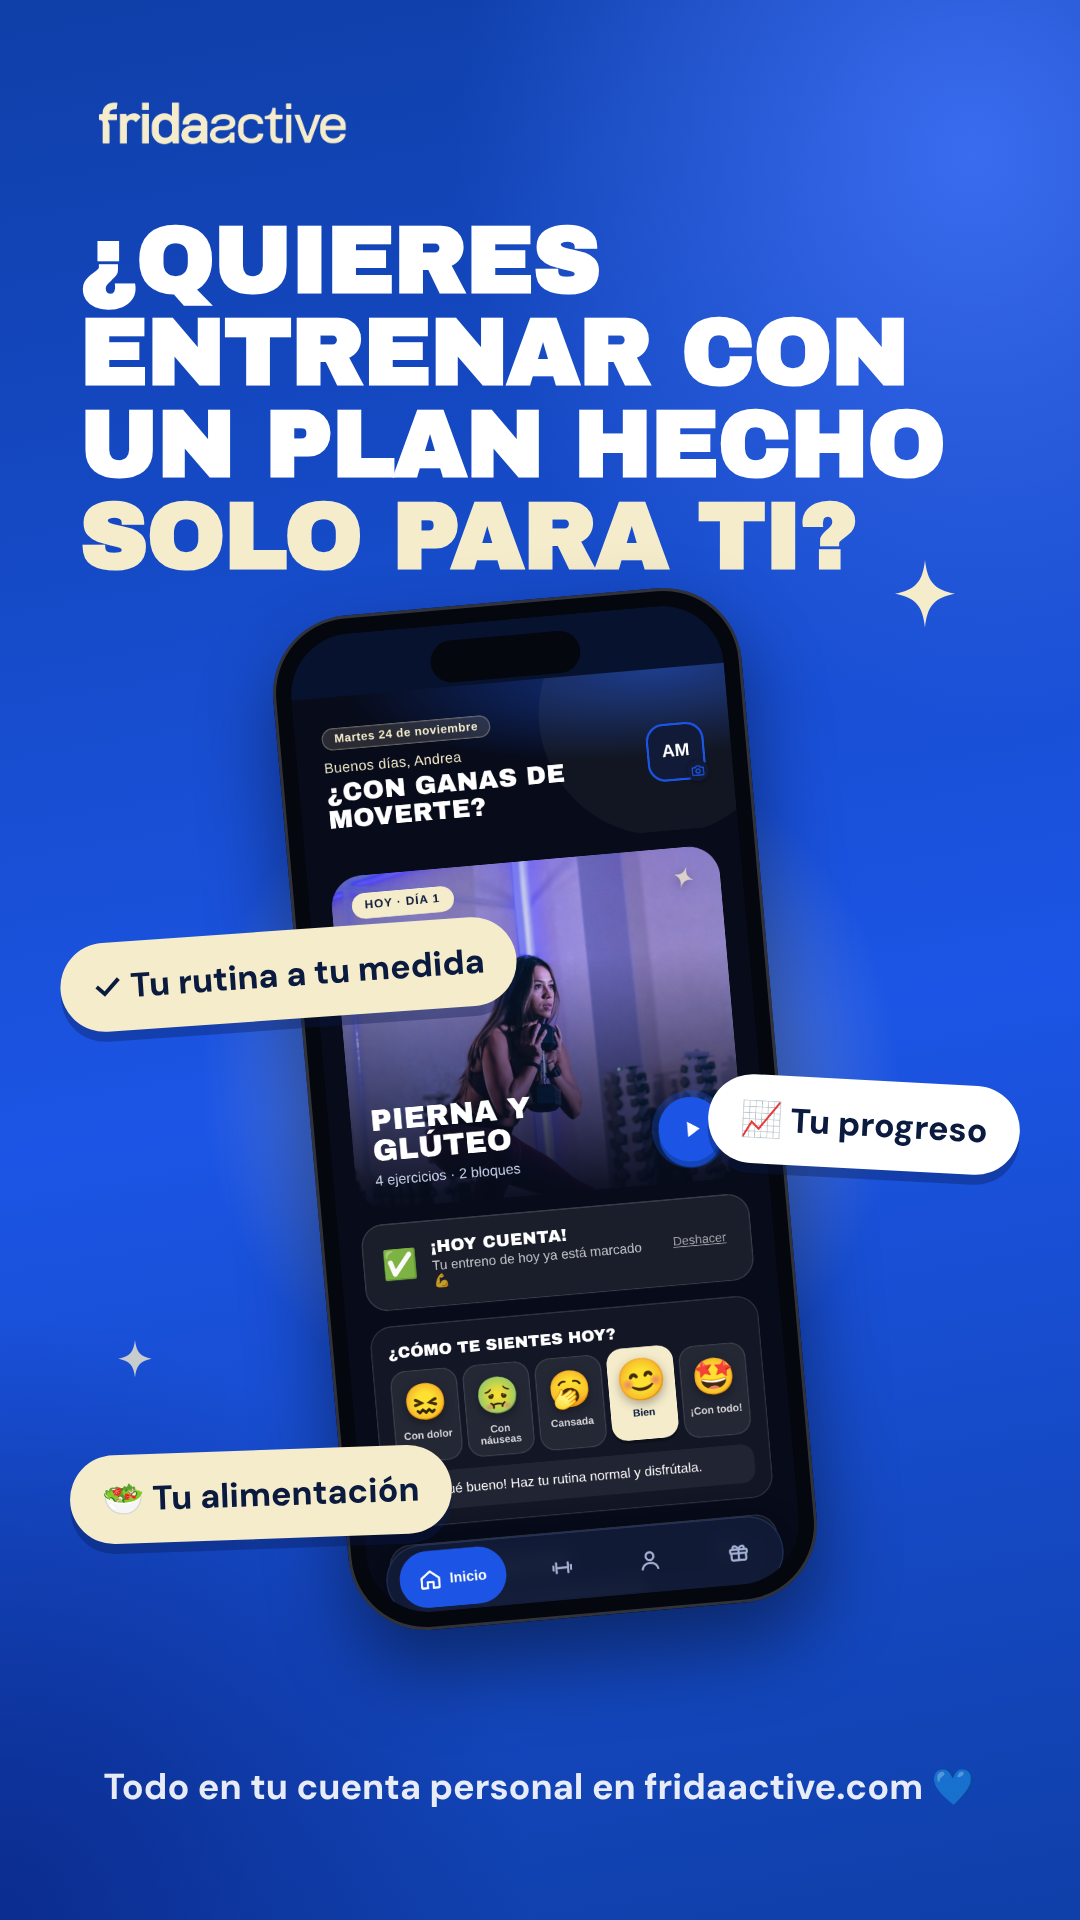 fridaactive
¿QUIERES
ENTRENAR CON
UN PLAN HECHO
SOLO PARA TI?
Martes 24 de noviembre
Buenos días, Andrea
¿CON GANAS DE
MOVERTE?
AM
HOY · DÍA 1
✓ Tu rutina a tu medida
PIERNA Y
GLÚTEO
4 ejercicios · 2 bloques
📈 Tu progreso
✅ ¡HOY CUENTA!
Tu entreno de hoy ya está marcado
💪
Deshacer
¿CÓMO TE SIENTES HOY?
😖 🤢 🥱 😊 🤩
Con dolor
Con
náuseas
Cansada
Bien
¡Con todo!
🥗 Tu alimentación
bueno! Haz tu rutina normal y disfrútala.
Inicio
Todo en tu cuenta personal en fridaactive.com 💙